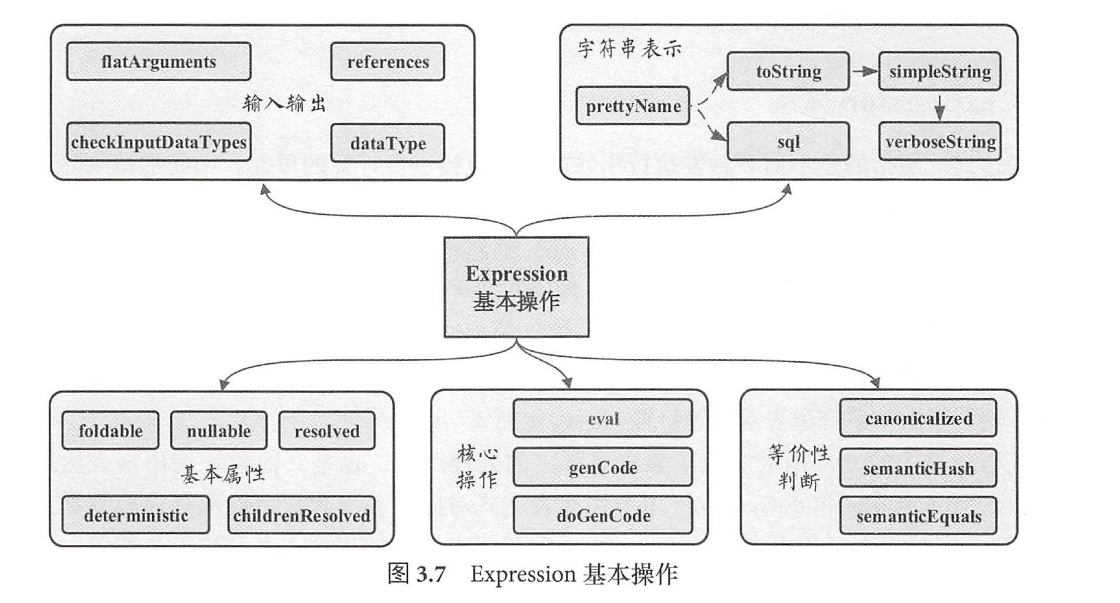 flatArguments
references
输入输出
checkInputDataTypes
dataType
字符串表示
toString
simpleString
prettyName
sql
verboseString
Expression
基本操作
foldable
nullable
resolved
基本属性
deterministic
childrenResolved
核心
操作
eval
genCode
doGenCode
等价性
判断
canonicalized
semanticHash
semanticEquals
图 3.7 Expression 基本操作